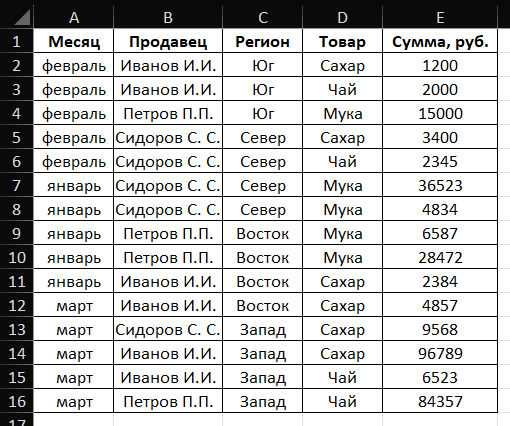 A B C D E
1 Месяц Продавец Регион Товар Сумма, руб.
2 февраль Иванов И.И. Юг Сахар 1200
3 февраль Иванов И.И. Юг Чай 2000
4 февраль Петров П.П. Юг Мука 15000
5 февраль Сидоров С. С. Север Сахар 3400
6 февраль Сидоров С. С. Север Чай 2345
7 январь Сидоров С. С. Север Мука 36523
8 январь Сидоров С. С. Север Мука 4834
9 январь Петров П.П. Восток Мука 6587
10 январь Петров П.П. Восток Мука 28472
11 январь Иванов И.И. Восток Сахар 2384
12 март Иванов И.И. Восток Сахар 4857
13 март Сидоров С. С. Запад Сахар 9568
14 март Иванов И.И. Запад Сахар 96789
15 март Иванов И.И. Запад Чай 6523
16 март Петров П.П. Запад Чай 84357
17